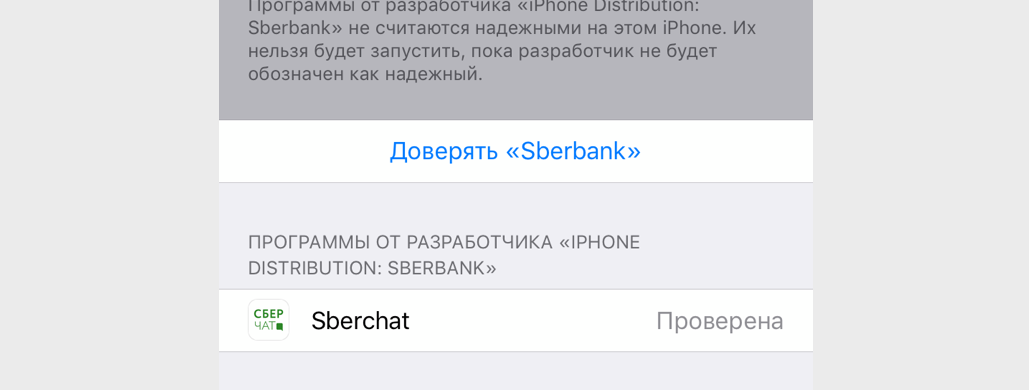 Программы от разработчика «iPhone Distribution:
Sberbank» не считаются надежными на этом iPhone. Их
нельзя будет запустить, пока разработчик не будет
обозначен как надежный.
Доверять «Sberbank»
ПРОГРАММЫ ОТ РАЗРАБОТЧИКА «IPHONE
DISTRIBUTION: SBERBANK»
СБЕР
ЧАТ
Sberchat
Проверена